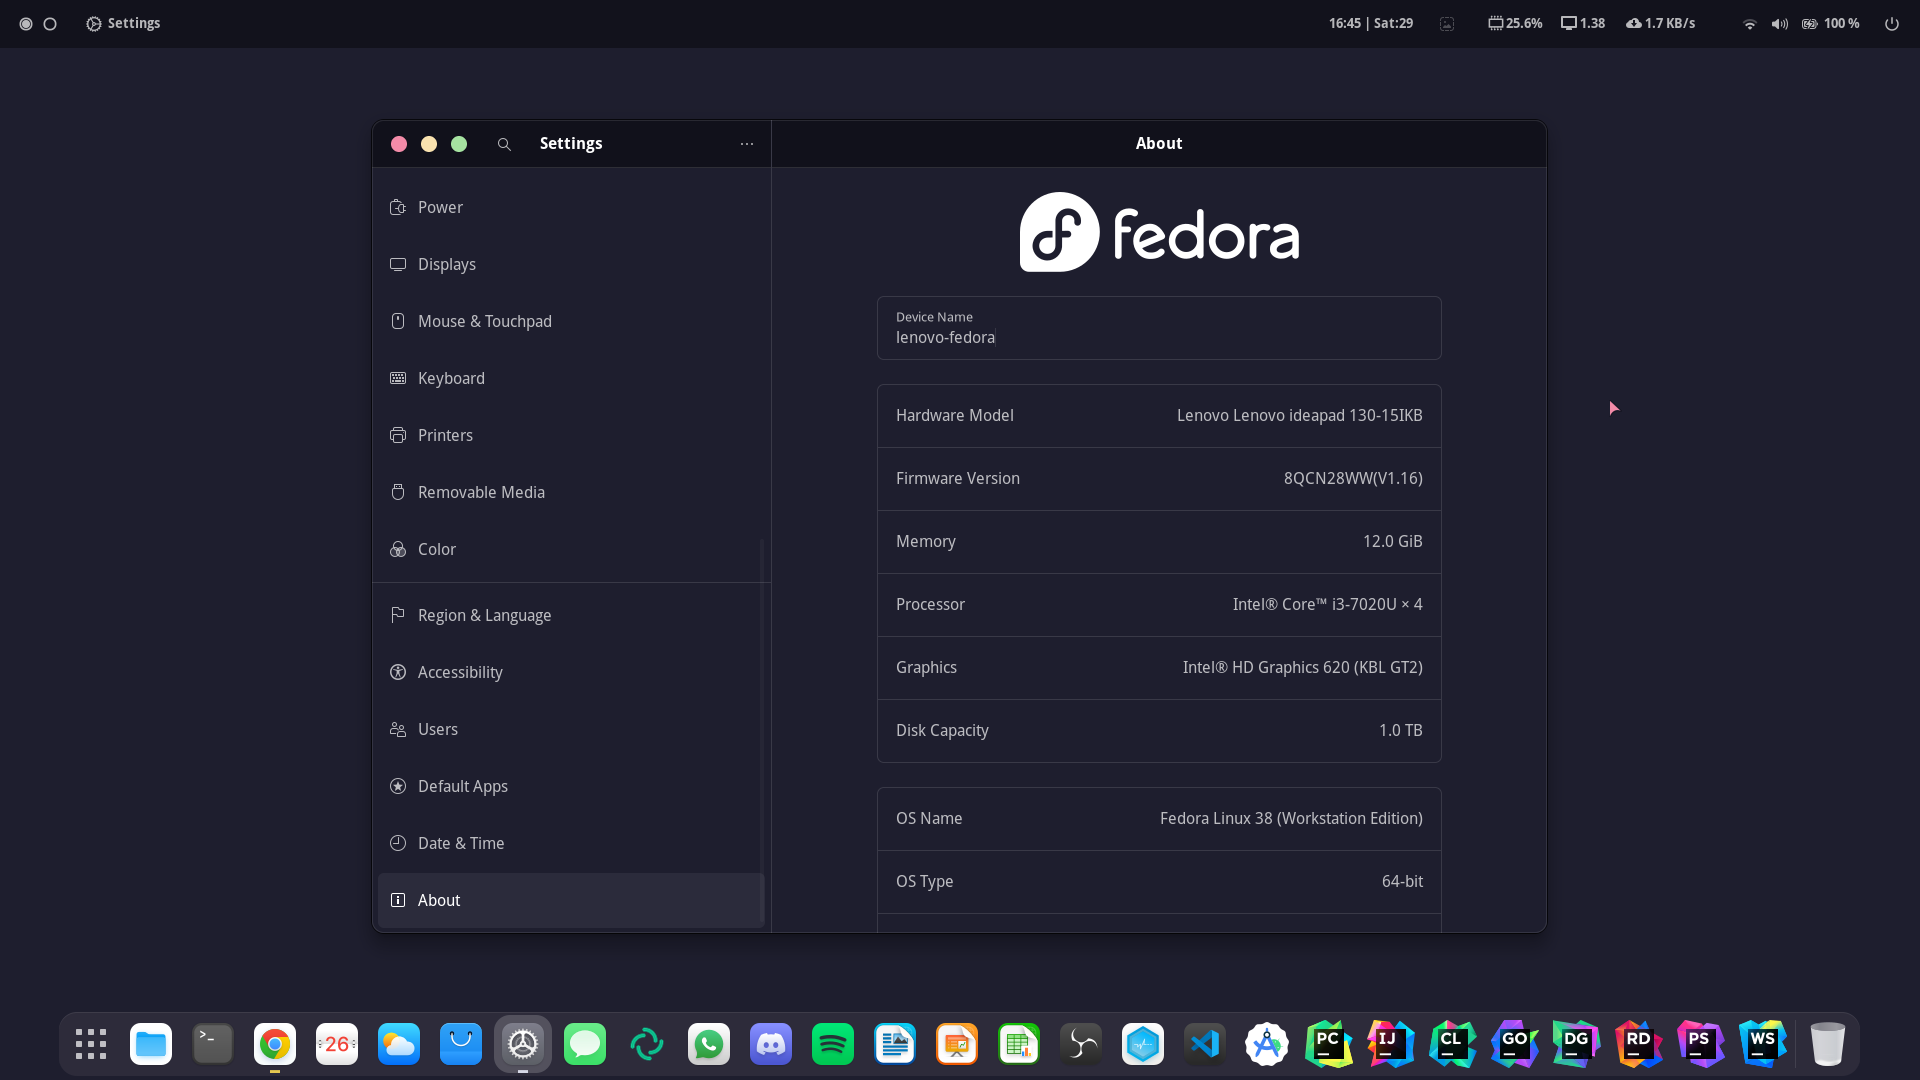 Settings
16:45 | Sat:29
25.6%
1.38
1.7 KB/s
100 %
Settings
About
Power
Displays
Mouse & Touchpad
Keyboard
Printers
Removable Media
Color
Region & Language
Accessibility
Users
Default Apps
Date & Time
About
fedora
Device Name
lenovo-fedora
Hardware Model
Lenovo Lenovo ideapad 130-15IKB
Firmware Version
8QCN28WW(V1.16)
Memory
12.0 GiB
Processor
Intel® Core™ i3-7020U × 4
Graphics
Intel® HD Graphics 620 (KBL GT2)
Disk Capacity
1.0 TB
OS Name
Fedora Linux 38 (Workstation Edition)
OS Type
64-bit
>_
26
PC
IJ
CL
GO
DG
RD
PS
WS